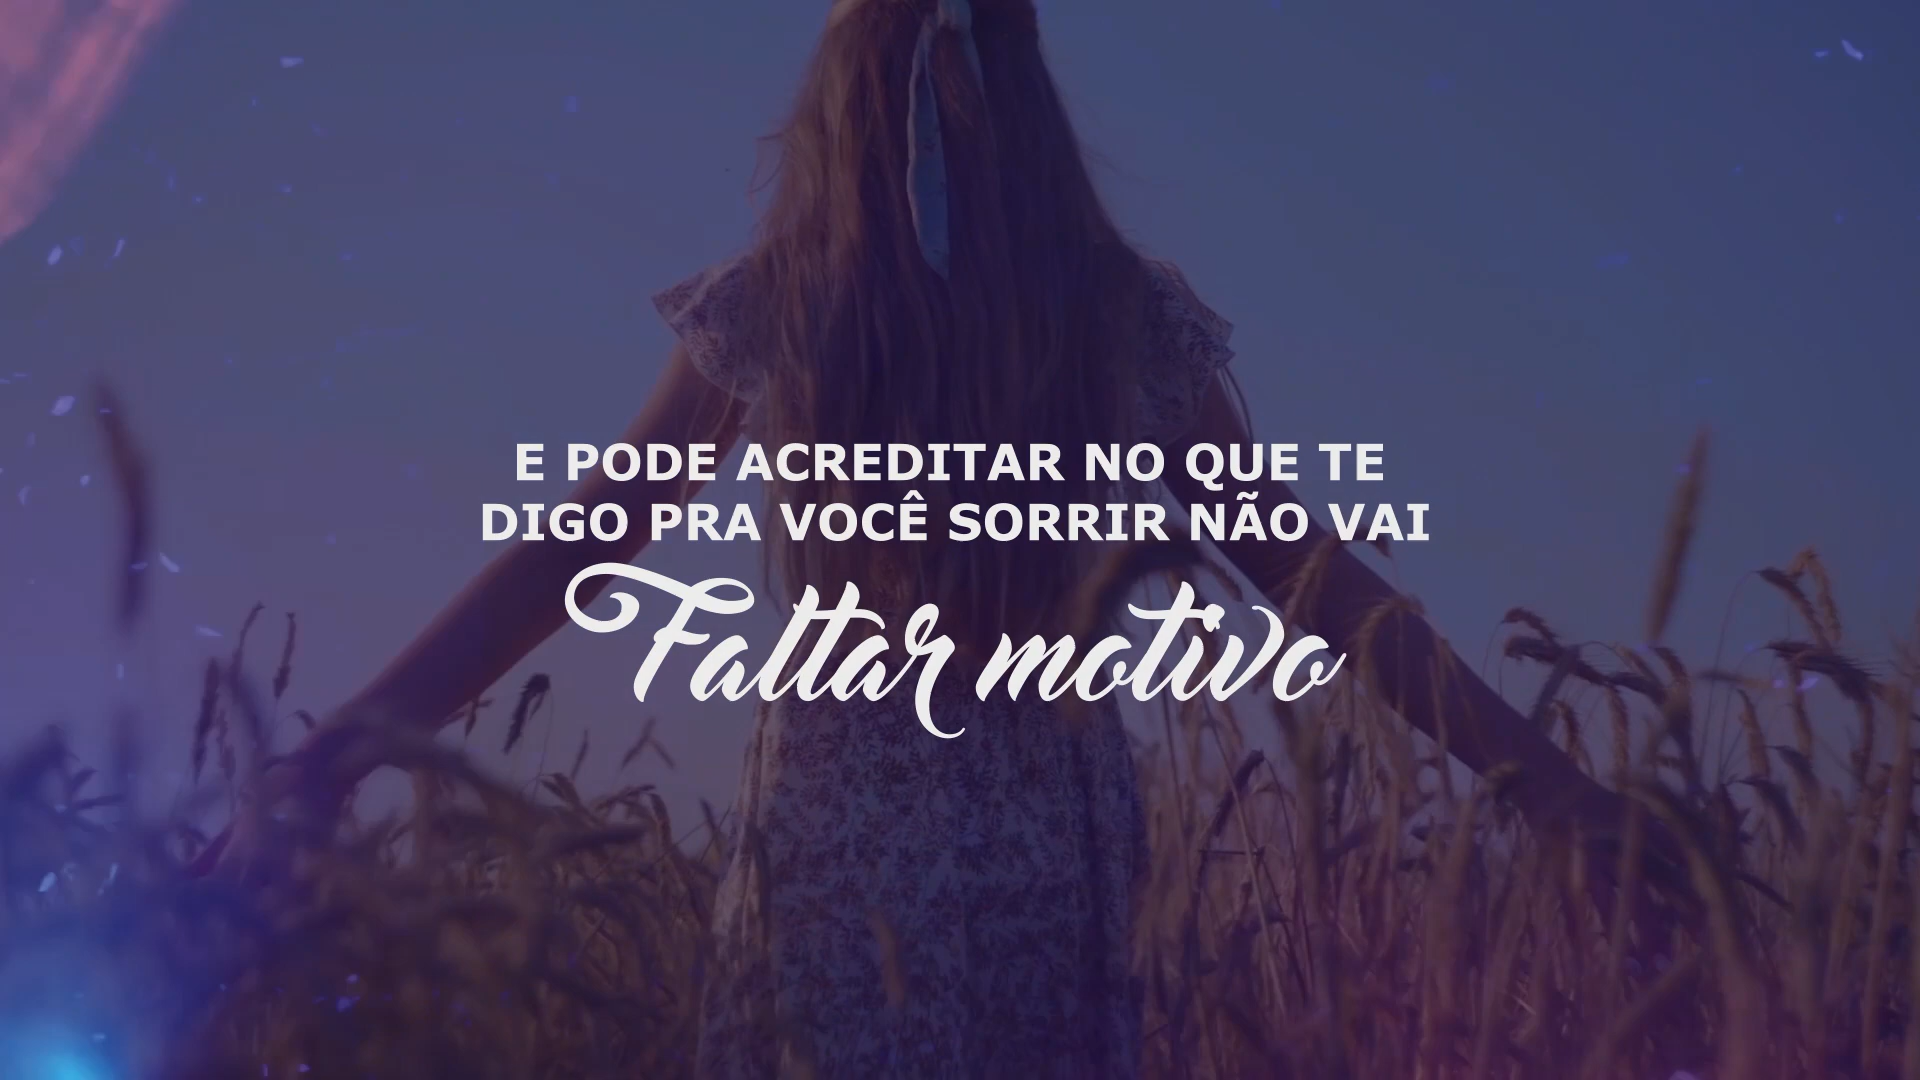 E PODE ACREDITAR NO QUE TE
DIGO PRA VOCÊ SORRIR NÃO VAI
Faltar motivo